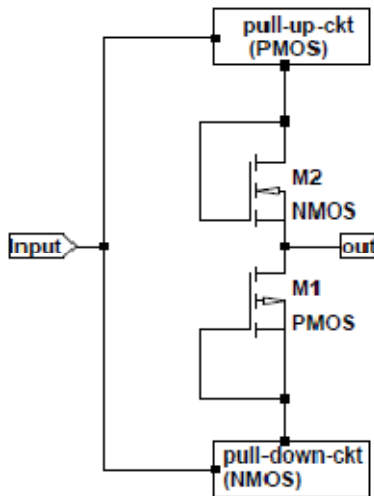 pull-up-ckt
(PMOS)
M2
NMOS
Input
out
M1
PMOS
pull-down-ckt
(NMOS)